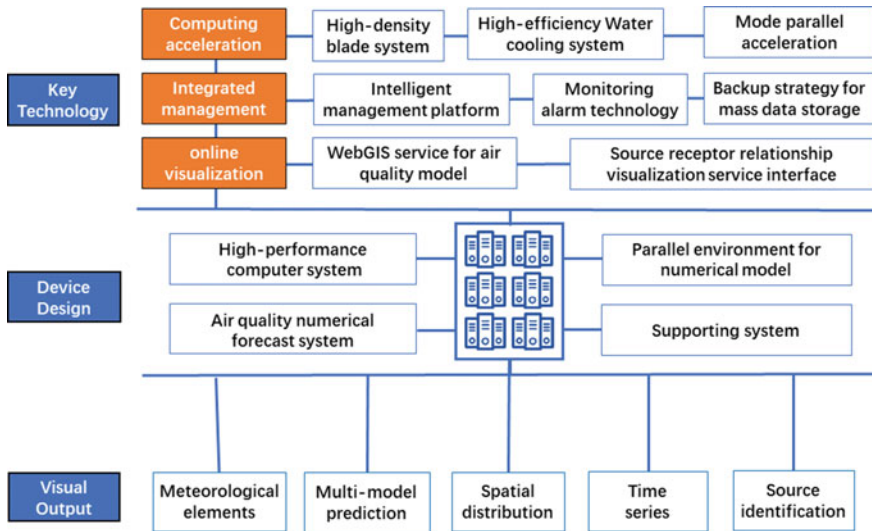 Computing
acceleration
High-density
blade system
High-efficiency Water
cooling system
Mode parallel
acceleration
Key
Technology
Integrated
management
Intelligent
management platform
Monitoring
alarm technology
Backup strategy for
mass data storage
online
visualization
WebGIS service for air
quality model
Source receptor relationship
visualization service interface
Device
Design
High-performance
computer system
Parallel environment for
numerical model
Air quality numerical
forecast system
Supporting system
Visual
Output
Meteorological
elements
Multi-model
prediction
Spatial
distribution
Time
series
Source
identification